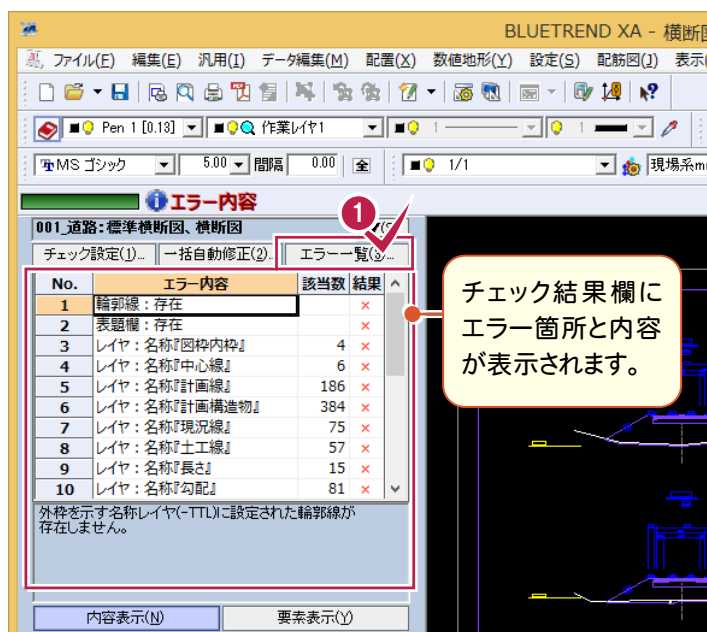 BLUETREND XA - 横断図
ファイル(F) 編集(E) 汎用(I) データ編集(M) 配置(X) 数値地形(Y) 設定(S) 配筋図(J) 表示(
Pen 1 [0.13] 作業レイヤ1 1 1
MS ゴシック 5.00 間隔 0.00 全 1/1 現場系m
エラー内容
001_道路:標準横断図、横断図
1
チェック設定(1)... 一括自動修正(2)... エラー一覧(3)...
No. エラー内容 該当数 結果
1 輪郭線:存在 ×
2 表題欄:存在 ×
3 レイヤ:名称『図枠内枠』 4 ×
4 レイヤ:名称『中心線』 6 ×
5 レイヤ:名称『計画線』 186 ×
6 レイヤ:名称『計画構造物』 384 ×
7 レイヤ:名称『現況線』 75 ×
8 レイヤ:名称『土工線』 57 ×
9 レイヤ:名称『長さ』 15 ×
10 レイヤ:名称『勾配』 81 ×
チェック結果欄に
エラー箇所と内容
が表示されます。
外枠を示す名称レイヤ(-TTL)に設定された輪郭線が
存在しません。
内容表示(N) 要素表示(Y)